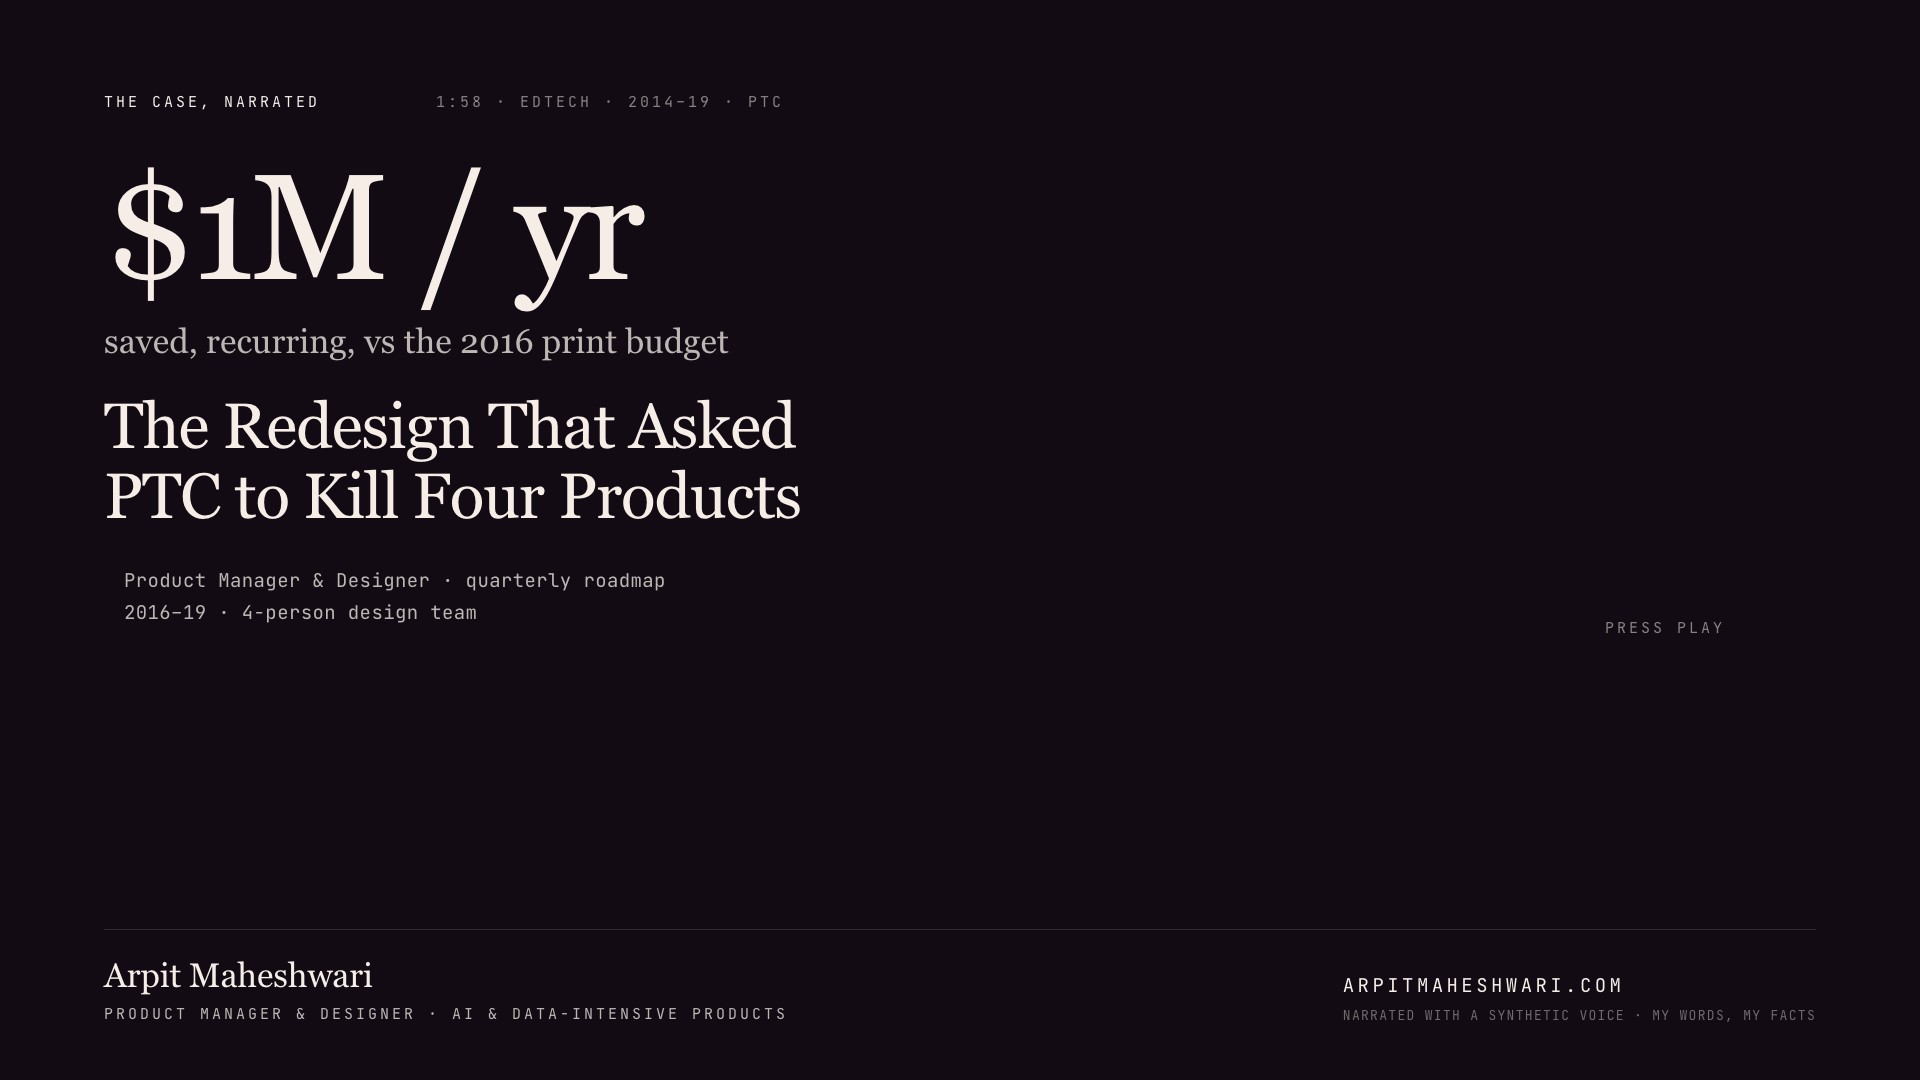 THE CASE, NARRATED
1:58 · EDTECH · 2014–19 · PTC
$1M / yr
saved, recurring, vs the 2016 print budget
The Redesign That Asked
PTC to Kill Four Products
Product Manager & Designer · quarterly roadmap
2016–19 · 4-person design team
PRESS PLAY
Arpit Maheshwari
PRODUCT MANAGER & DESIGNER · AI & DATA-INTENSIVE PRODUCTS
ARPITMAHESHWARI.COM
NARRATED WITH A SYNTHETIC VOICE · MY WORDS, MY FACTS